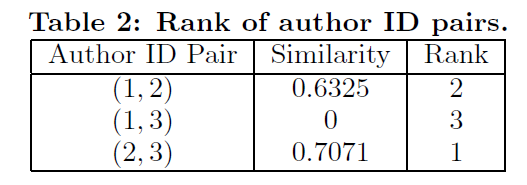 Table 2: Rank of author ID pairs.
Author ID Pair Similarity Rank
(1, 2) 0.6325 2
(1, 3) 0 3
(2, 3) 0.7071 1